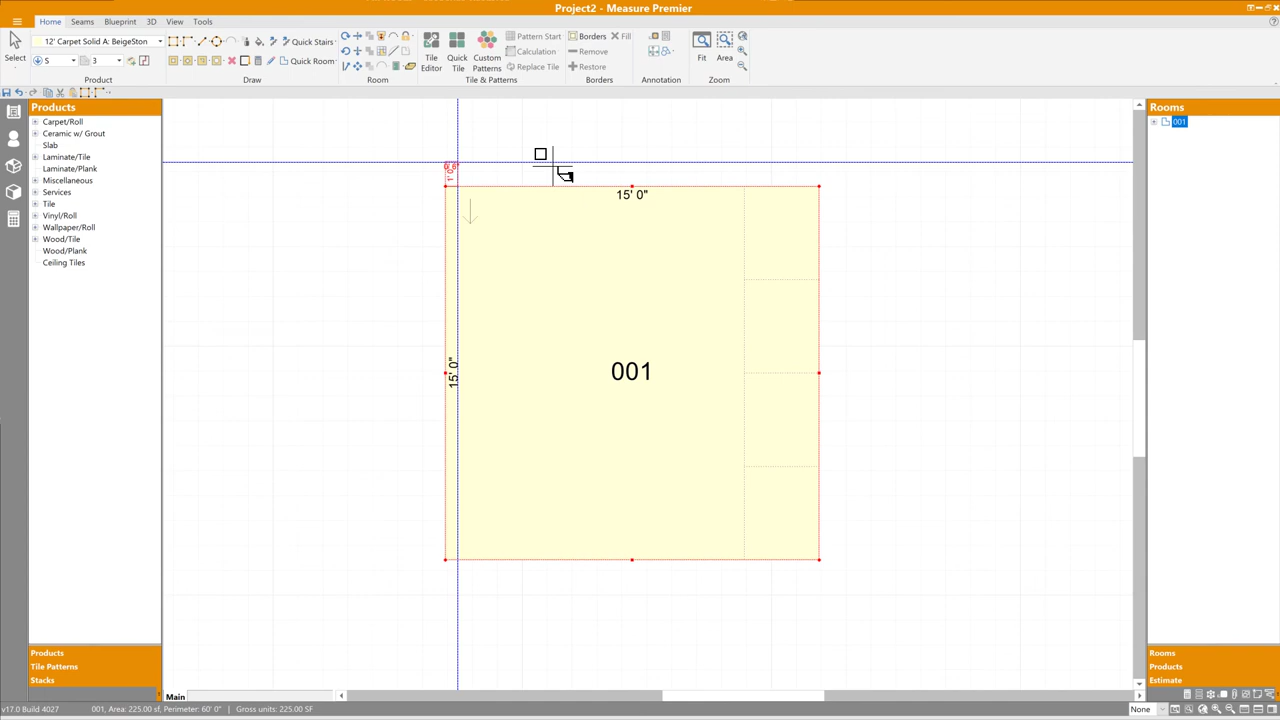 Project2 - Measure Premier
Home Seams Blueprint 3D View Tools
12' Carpet Solid A: BeigeSton
Quick Stairs
Select
S
3
Quick Room
Product
Draw
Room
Tile Editor
Quick Tile
Custom Patterns
Pattern Start
Calculation
Replace Tile
Tile & Patterns
Borders
Fill
Remove
Restore
Borders
Annotation
Fit
Area
Zoom
Products
Carpet/Roll
Ceramic w/ Grout
Slab
Laminate/Tile
Laminate/Plank
Miscellaneous
Services
Tile
Vinyl/Roll
Wallpaper/Roll
Wood/Tile
Wood/Plank
Ceiling Tiles
Products
Tile Patterns
Stacks
15' 0"
15' 0"
001
Main
Rooms
001
Rooms
Products
Estimate
v17.0 Build 4027
001, Area: 225.00 sf, Perimeter: 60' 0"
Gross units: 225.00 SF
None